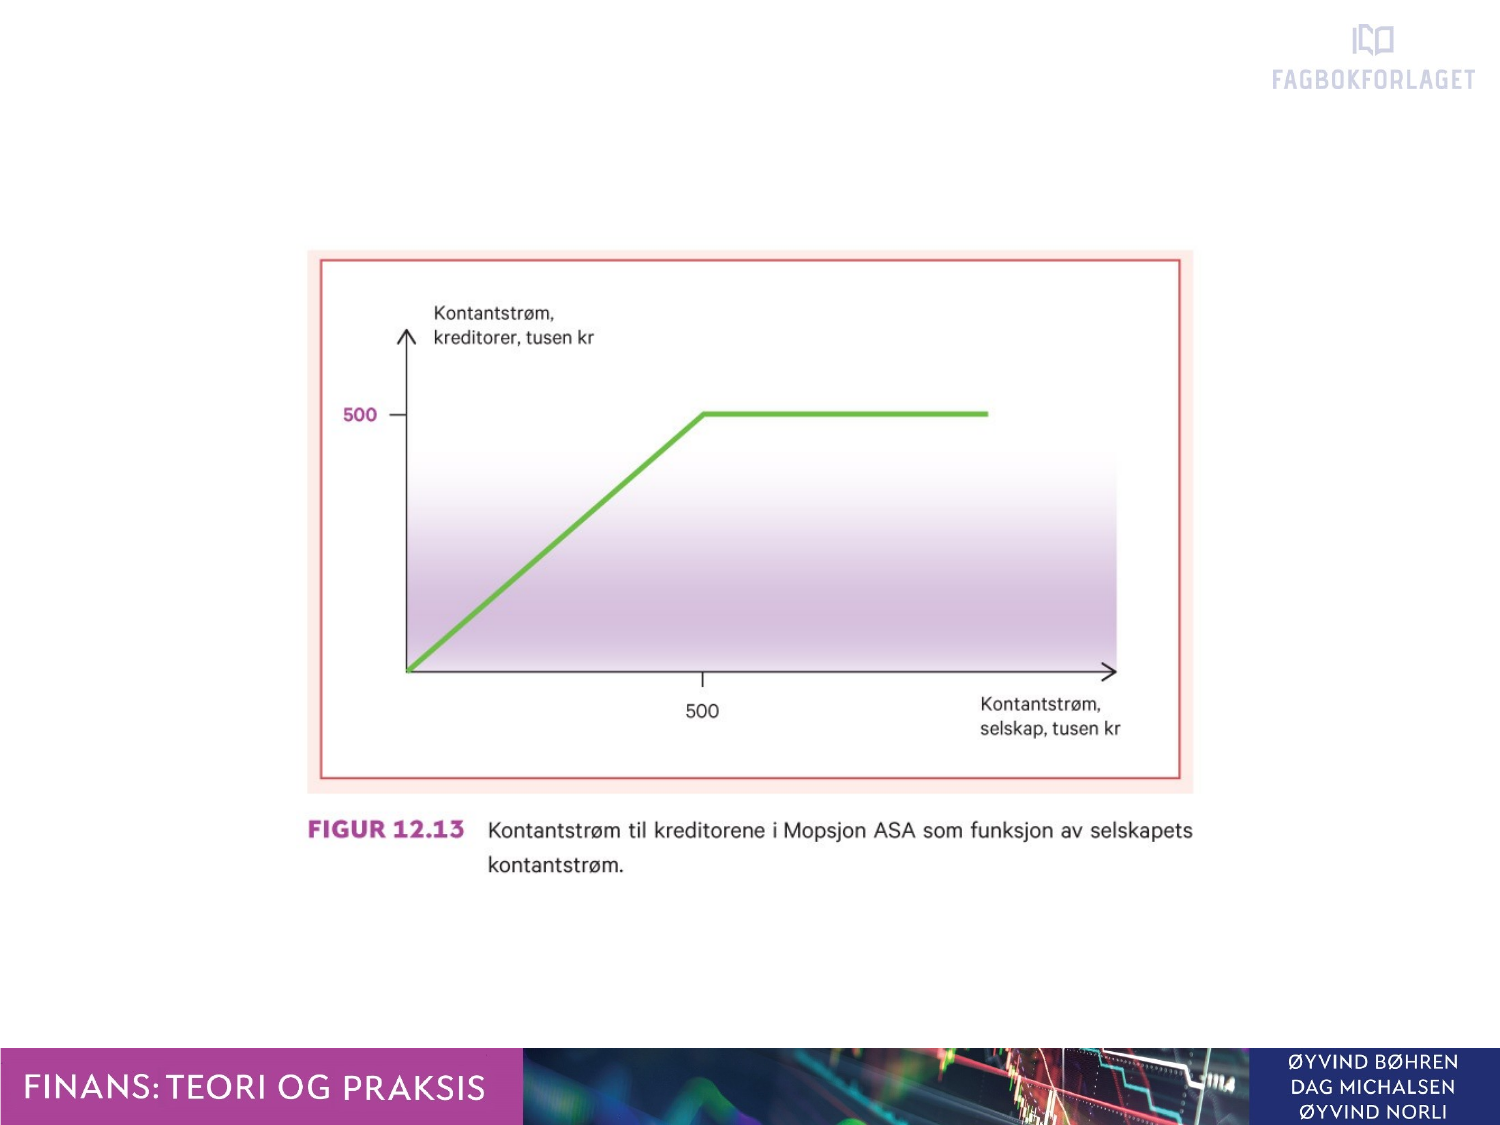 FAGBOKFORLAGET
Kontantstrøm,
kreditorer, tusen kr
500
500
Kontantstrøm,
selskap, tusen kr
FIGUR 12.13 Kontantstrøm til kreditorene i Mopsjon ASA som funksjon av selskapets
kontantstrøm.
FINANS: TEORI OG PRAKSIS
ØYVIND BØHREN
DAG MICHALSEN
ØYVIND NORLI